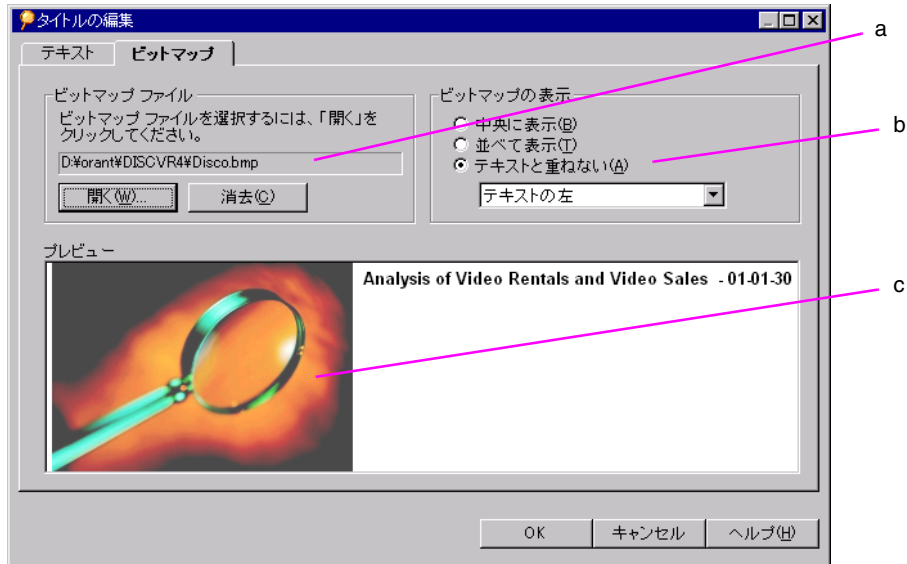 タイトルの編集
テキスト ビットマップ
a
ビットマップ ファイル
ビットマップ ファイルを選択するには、「開く」を
クリックしてください。
D:¥orant¥DISCVR4¥Disco.bmp
開く(W)... 消去(C)
ビットマップの表示
中央に表示(B)
並べて表示(T)
テキストと重ねない(A)
テキストの左
b
プレビュー
Analysis of Video Rentals and Video Sales - 01-01-30
c
OK キャンセル ヘルプ(H)